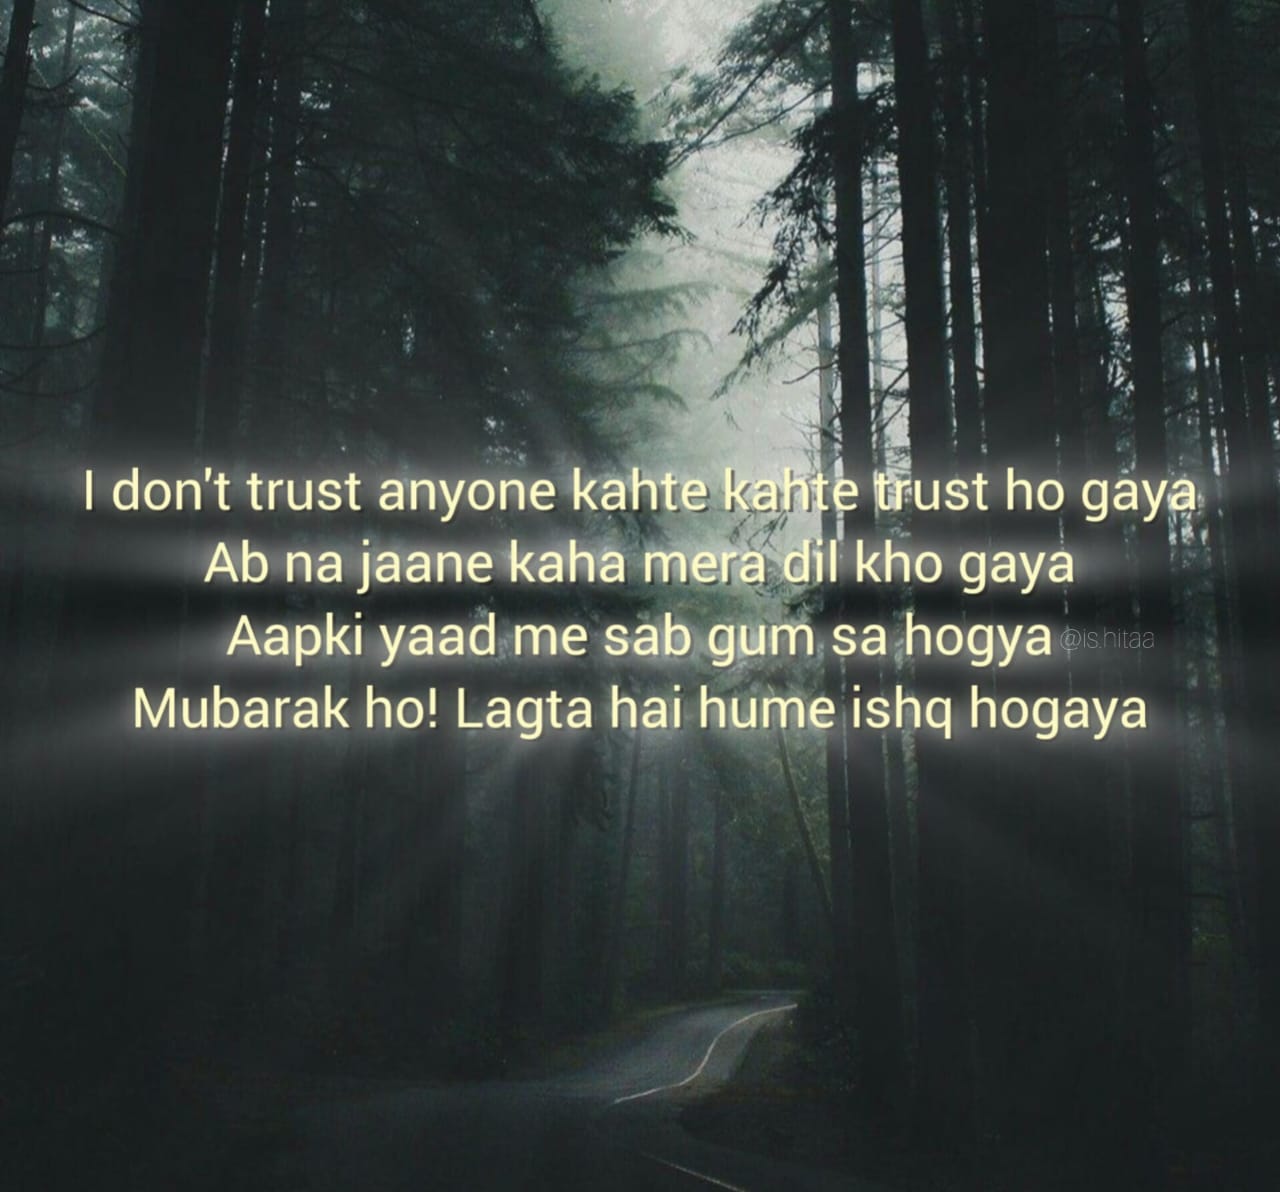 I don't trust anyone kahte kahte trust ho gaya
Ab na jaane kaha mera dil kho gaya
Aapki yaad me sab gum sa hogya @is.hitaa
Mubarak ho! Lagta hai hume ishq hogaya